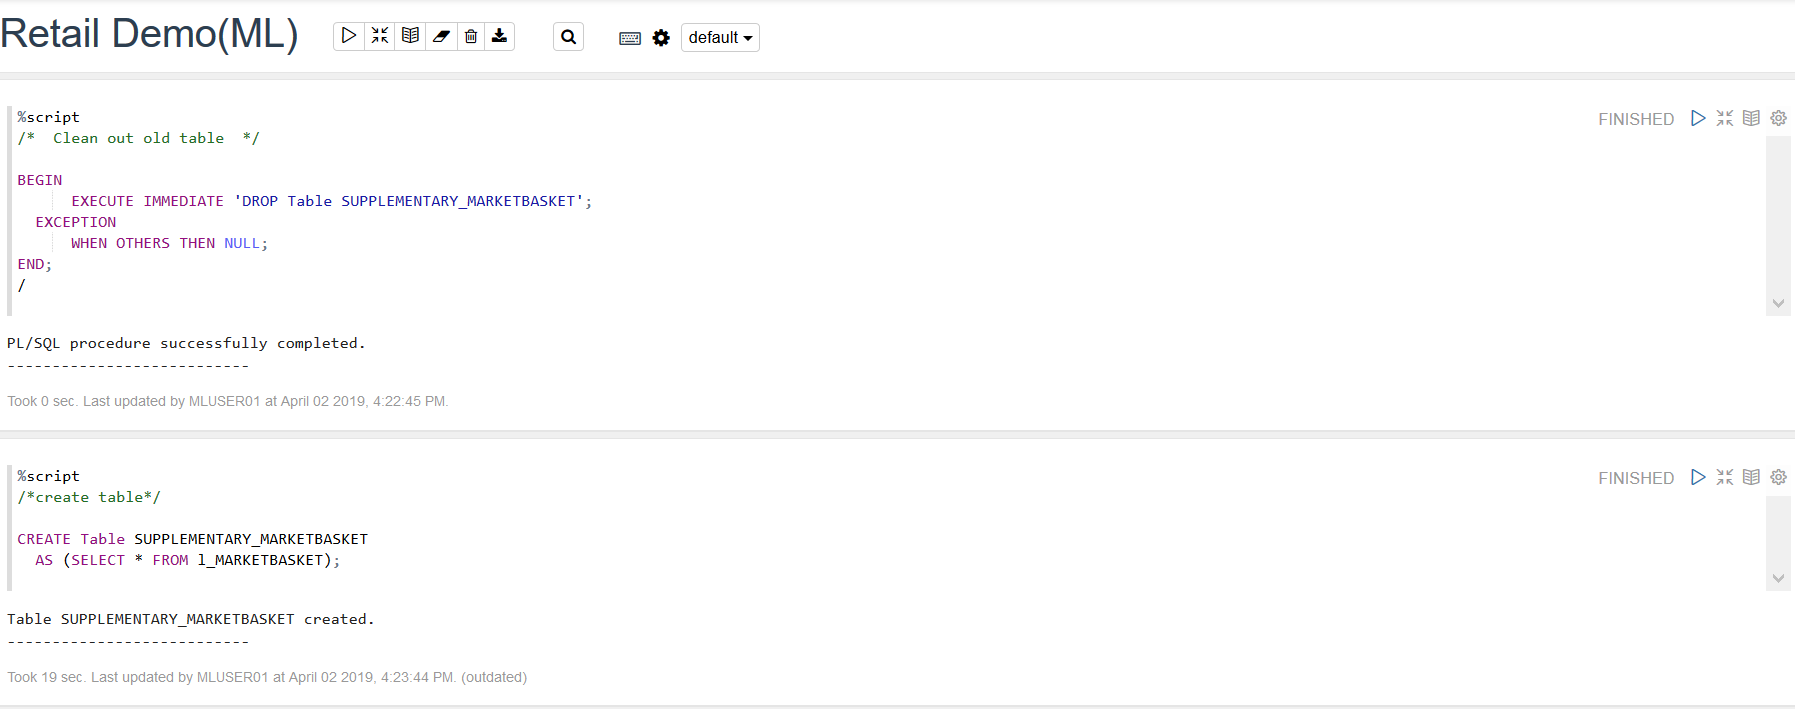 Retail Demo(ML)
default
%script
FINISHED
/*  Clean out old table  */
BEGIN
EXECUTE IMMEDIATE 'DROP Table SUPPLEMENTARY_MARKETBASKET';
EXCEPTION
WHEN OTHERS THEN NULL;
END;
/
PL/SQL procedure successfully completed.
---------------------------
Took 0 sec. Last updated by MLUSER01 at April 02 2019, 4:22:45 PM.
%script
FINISHED
/*create table*/
CREATE Table SUPPLEMENTARY_MARKETBASKET
AS (SELECT * FROM l_MARKETBASKET);
Table SUPPLEMENTARY_MARKETBASKET created.
---------------------------
Took 19 sec. Last updated by MLUSER01 at April 02 2019, 4:23:44 PM. (outdated)